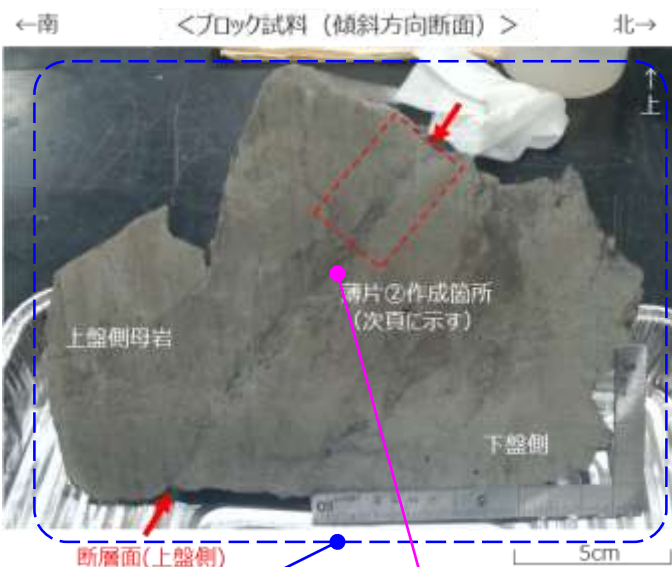 ←南 <ブロック試料（傾斜方向断面）> 北→
↑上
薄片②作成箇所
（次頁に示す）
上盤側母岩
下盤側
断層面(上盤側)
5cm